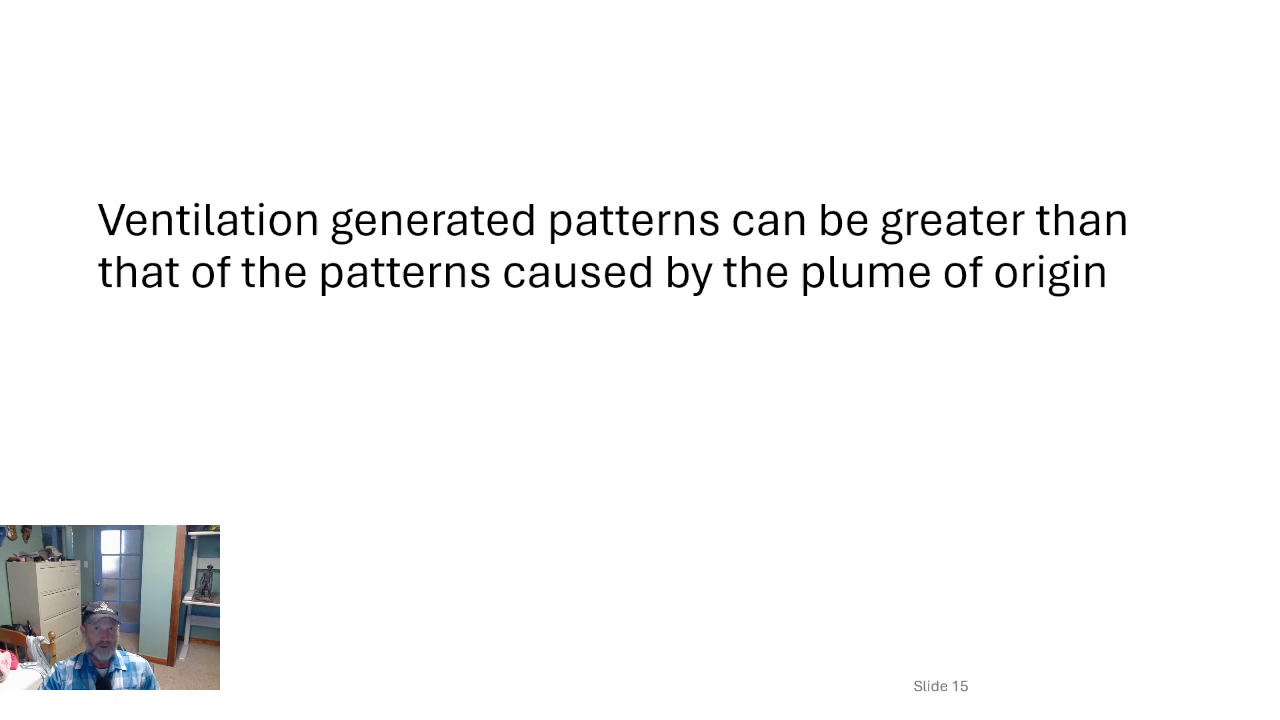 Ventilation generated patterns can be greater than
that of the patterns caused by the plume of origin
Slide 15